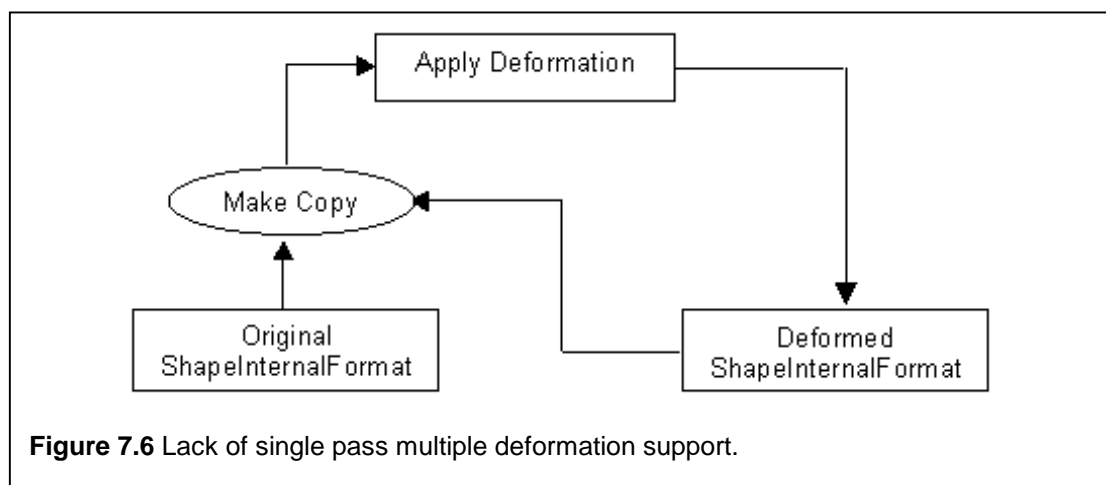 Apply Deformation
Make Copy
Original
ShapeInternalFormat
Deformed
ShapeInternalFormat
Figure 7.6 Lack of single pass multiple deformation support.